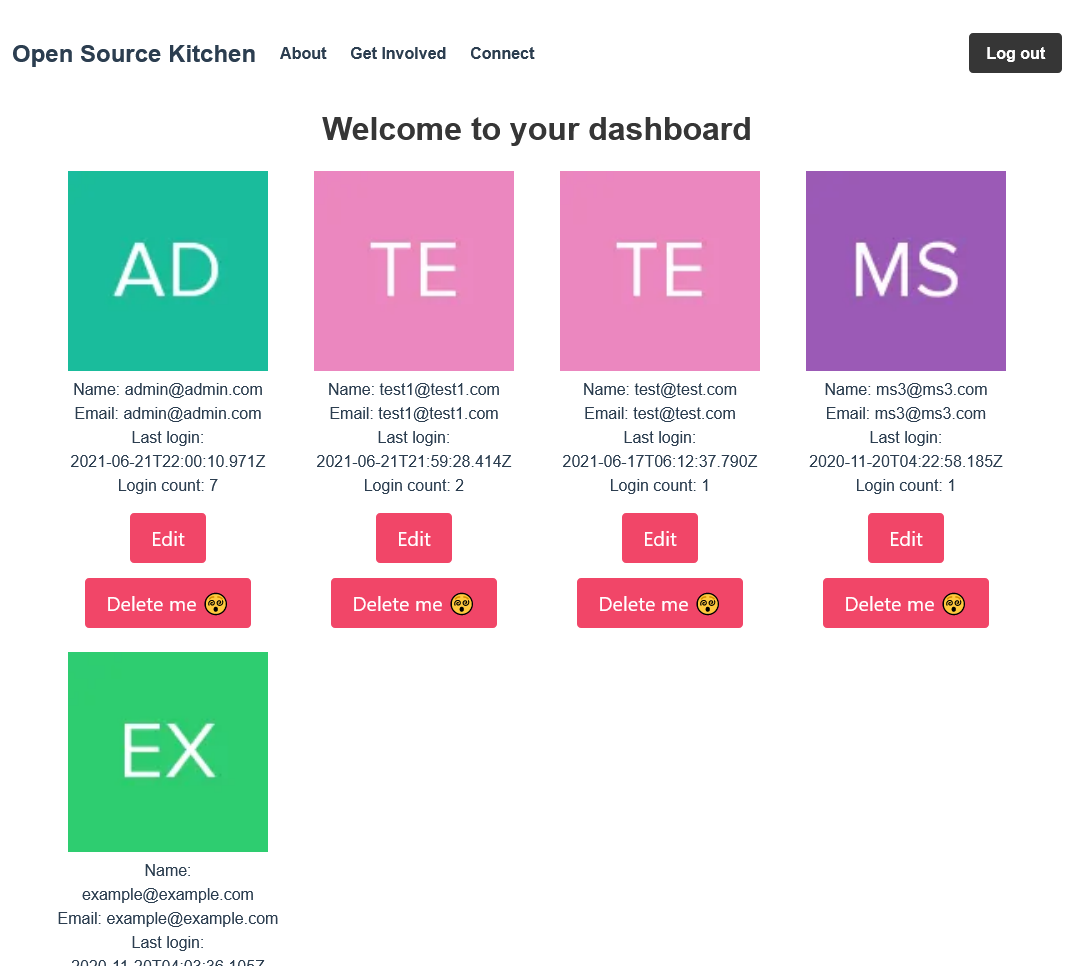 Open Source Kitchen About Get Involved Connect Log out
Welcome to your dashboard
AD
Name: admin@admin.com
Email: admin@admin.com
Last login:
2021-06-21T22:00:10.971Z
Login count: 7
Edit
Delete me 😵
TE
Name: test1@test1.com
Email: test1@test1.com
Last login:
2021-06-21T21:59:28.414Z
Login count: 2
Edit
Delete me 😵
TE
Name: test@test.com
Email: test@test.com
Last login:
2021-06-17T06:12:37.790Z
Login count: 1
Edit
Delete me 😵
MS
Name: ms3@ms3.com
Email: ms3@ms3.com
Last login:
2020-11-20T04:22:58.185Z
Login count: 1
Edit
Delete me 😵
EX
Name:
example@example.com
Email: example@example.com
Last login:
2020-11-20T04:03:36.105Z